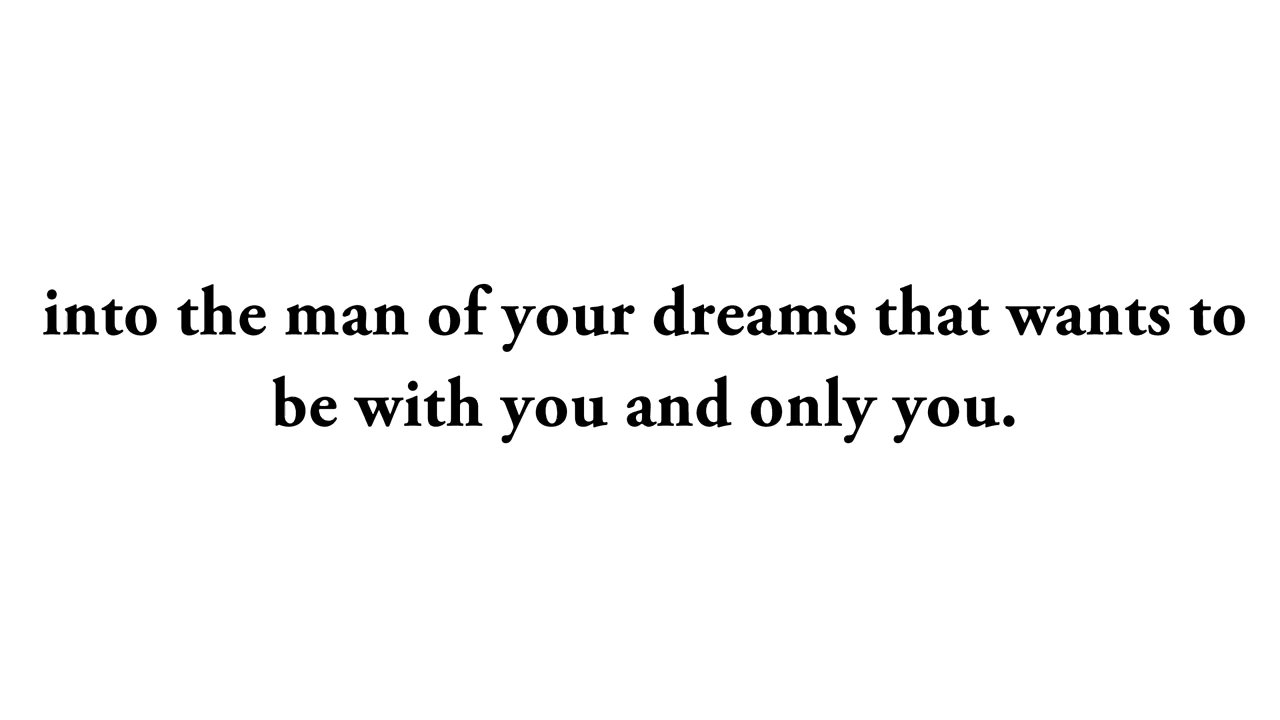 into the man of your dreams that wants to
be with you and only you.